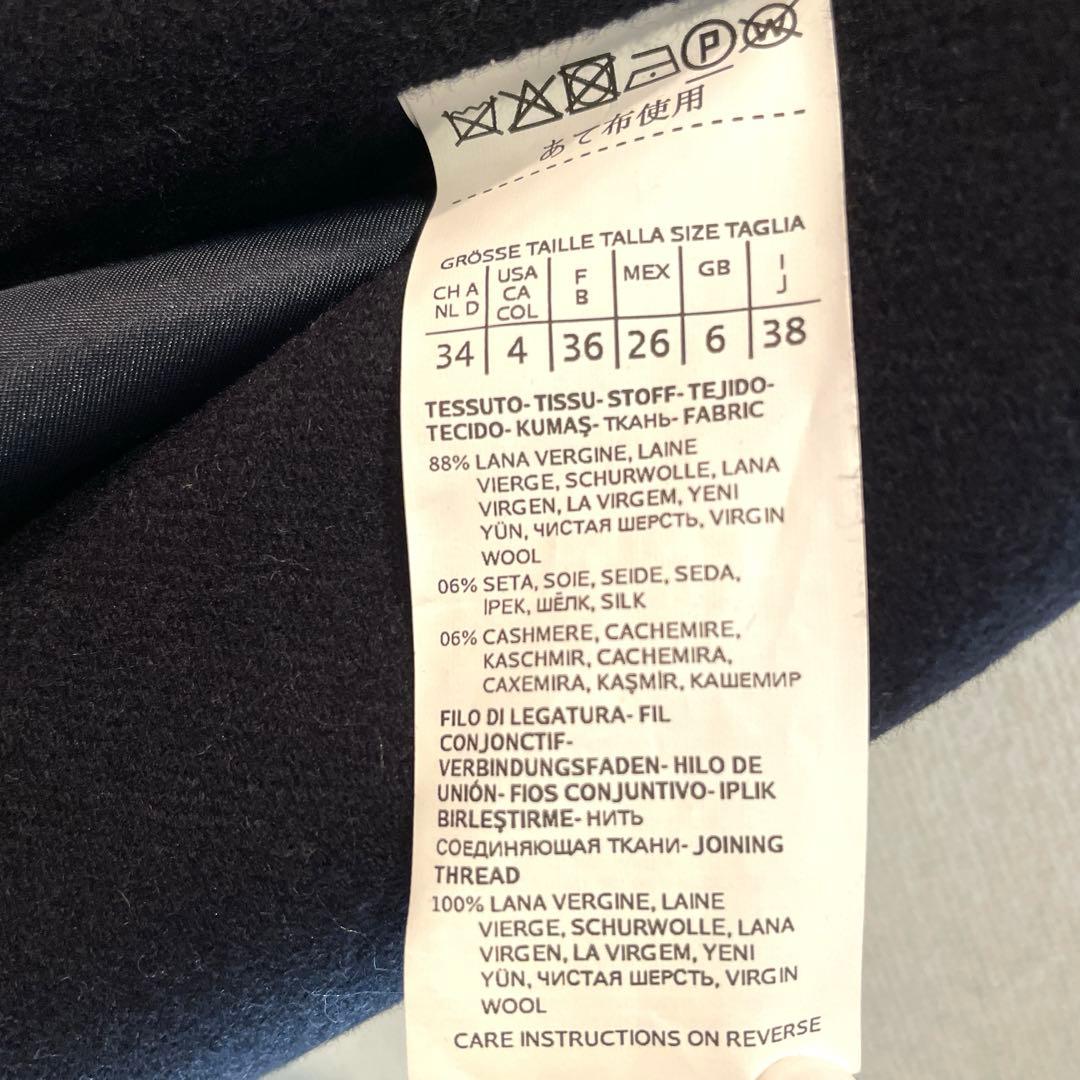 P W
あて布使用
GRÖSSE TAILLE TALLA SIZE TAGLIA
CH A NL D USA CA COL F B MEX GB I J
34 4 36 26 6 38
TESSUTO- TISSU- STOFF- TEJIDO-
TECIDO- KUMAŞ- ТКАНЬ- FABRIC
88% LANA VERGINE, LAINE
VIERGE, SCHURWOLLE, LANA
VIRGEN, LA VIRGEM, YENI
YÜN, ЧИСТАЯ ШЕРСТЬ, VIRGIN
WOOL
06% SETA, SOIE, SEIDE, SEDA,
İPEK, ШЁЛК, SILK
06% CASHMERE, CACHEMIRE,
KASCHMIR, CACHEMIRA,
CAXEMIRA, KAŞMİR, КАШЕМИР
FILO DI LEGATURA- FIL
CONJONCTIF-
VERBINDUNGSFADEN- HILO DE
UNIÓN- FIOS CONJUNTIVO- IPLIK
BIRLEŞTIRME- НИТЬ
СОЕДИНЯЮЩАЯ ТКАНИ- JOINING
THREAD
100% LANA VERGINE, LAINE
VIERGE, SCHURWOLLE, LANA
VIRGEN, LA VIRGEM, YENI
YÜN, ЧИСТАЯ ШЕРСТЬ, VIRGIN
WOOL
CARE INSTRUCTIONS ON REVERSE